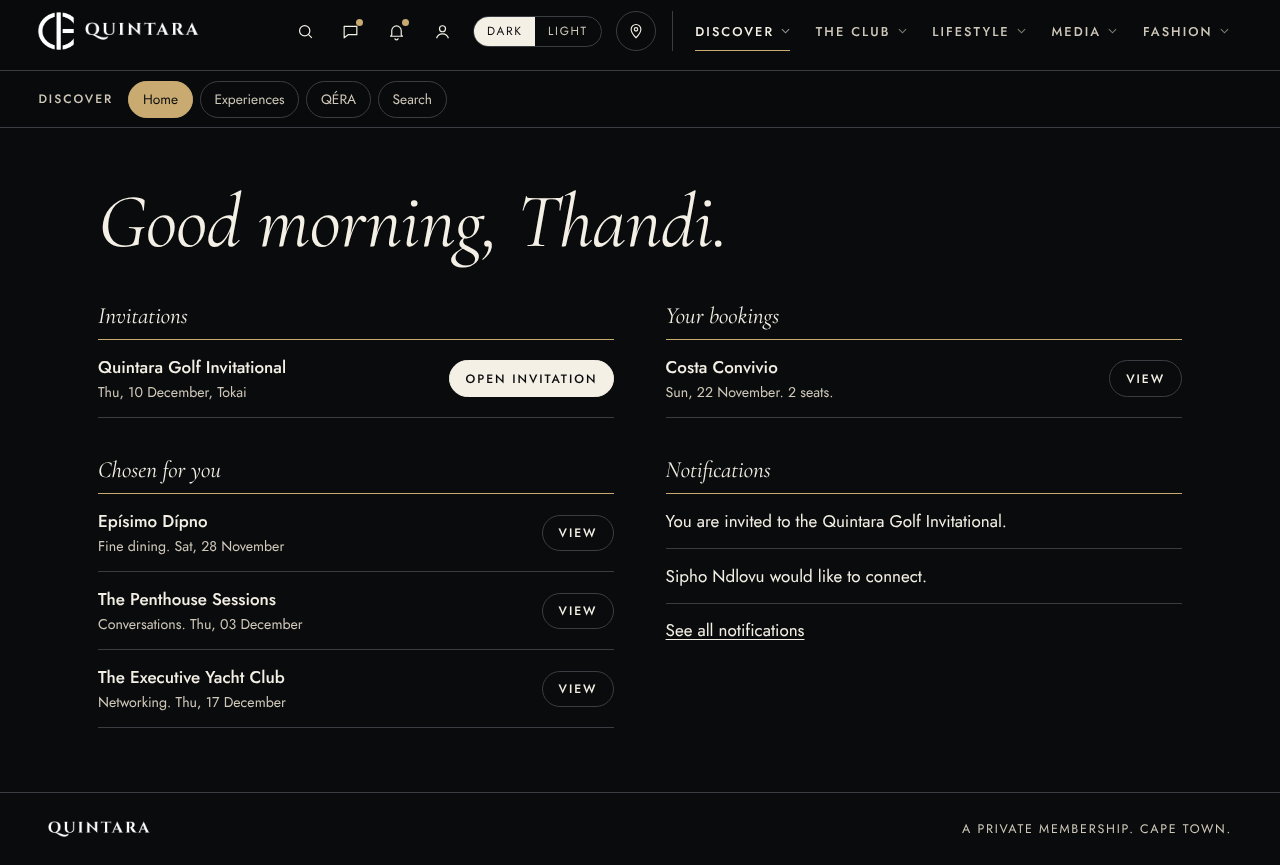 QUINTARA
DARK LIGHT
DISCOVER THE CLUB LIFESTYLE MEDIA FASHION
DISCOVER Home Experiences QÉRA Search
Good morning, Thandi.
Invitations
Quintara Golf Invitational
Thu, 10 December, Tokai
OPEN INVITATION
Your bookings
Costa Convivio
Sun, 22 November. 2 seats.
VIEW
Chosen for you
Epísimo Dípno
Fine dining. Sat, 28 November
VIEW
The Penthouse Sessions
Conversations. Thu, 03 December
VIEW
The Executive Yacht Club
Networking. Thu, 17 December
VIEW
Notifications
You are invited to the Quintara Golf Invitational.
Sipho Ndlovu would like to connect.
See all notifications
QUINTARA
A PRIVATE MEMBERSHIP. CAPE TOWN.